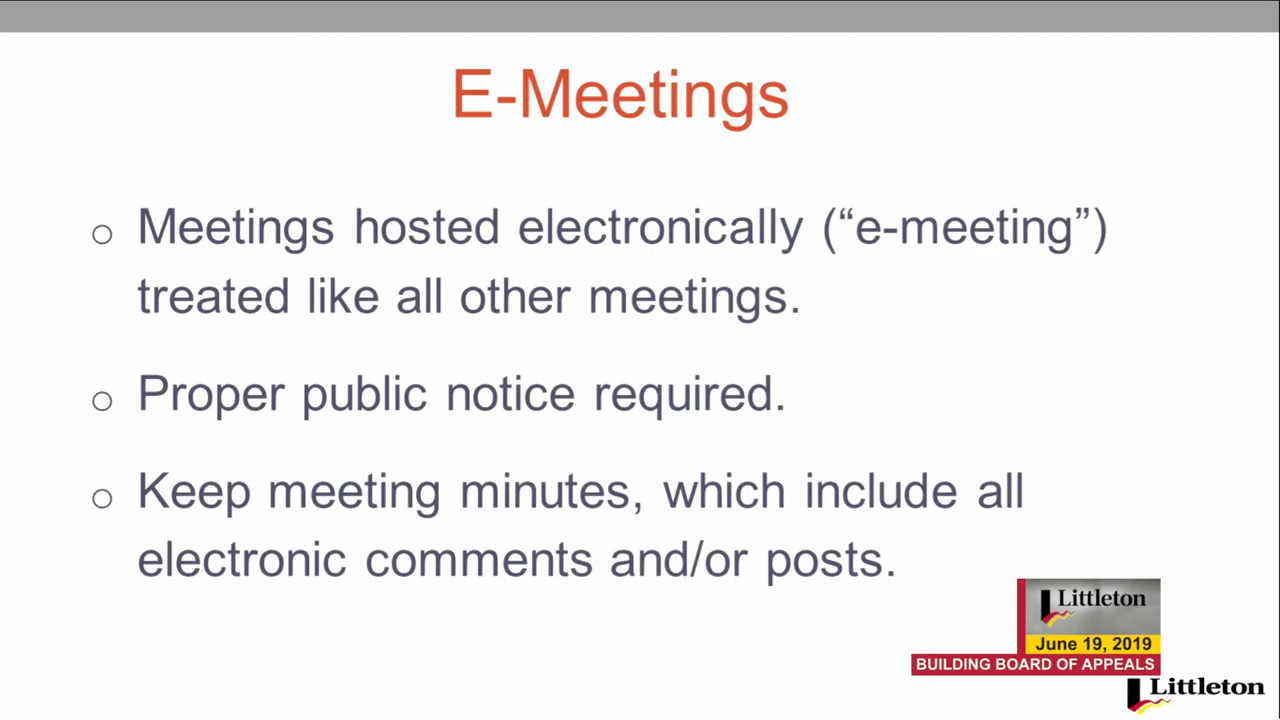 E-Meetings
○ Meetings hosted electronically (“e-meeting”)
treated like all other meetings.
○ Proper public notice required.
○ Keep meeting minutes, which include all
electronic comments and/or posts.
Littleton
June 19, 2019
BUILDING BOARD OF APPEALS
Littleton